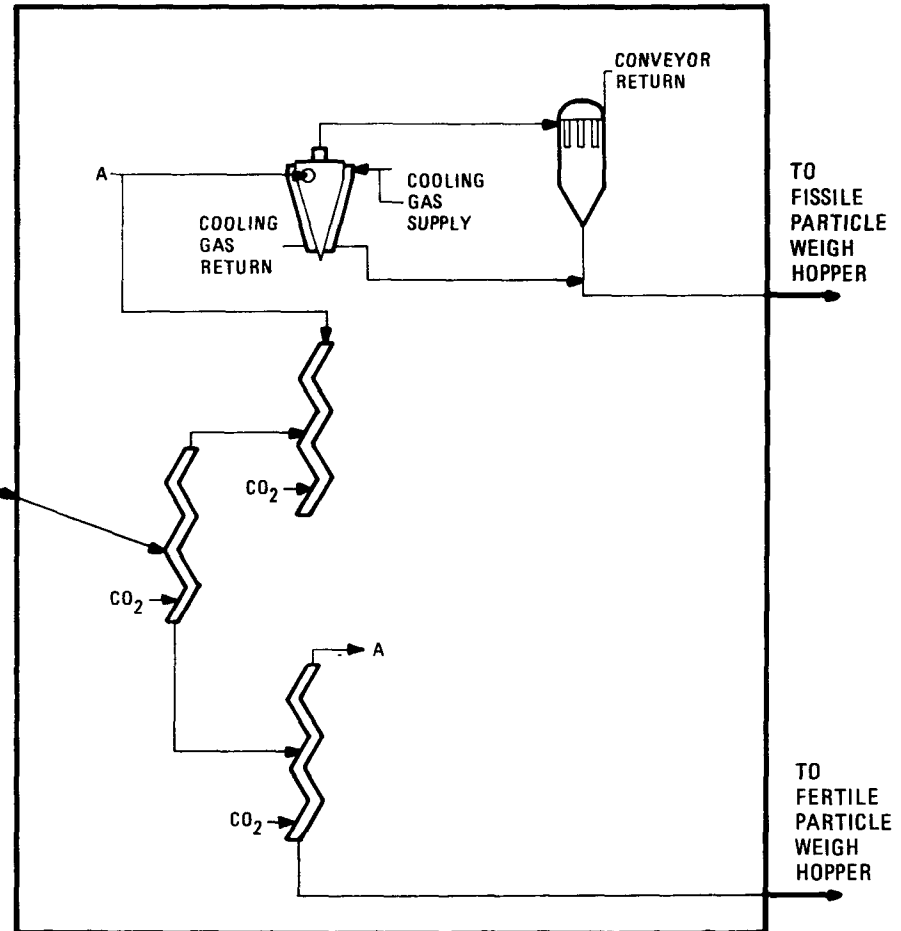 CONVEYOR
RETURN
A
COOLING
GAS
SUPPLY
COOLING
GAS
RETURN
TO
FISSILE
PARTICLE
WEIGH
HOPPER
CO2
CO2
A
CO2
TO
FERTILE
PARTICLE
WEIGH
HOPPER